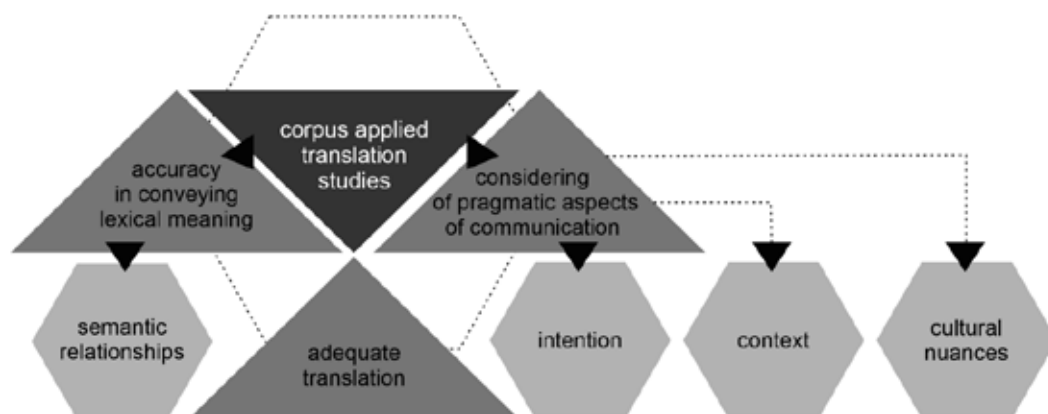 corpus applied
translation
studies
accuracy
in conveying
lexical meaning
considering
of pragmatic aspects
of communication
semantic
relationships
adequate
translation
intention
context
cultural
nuances